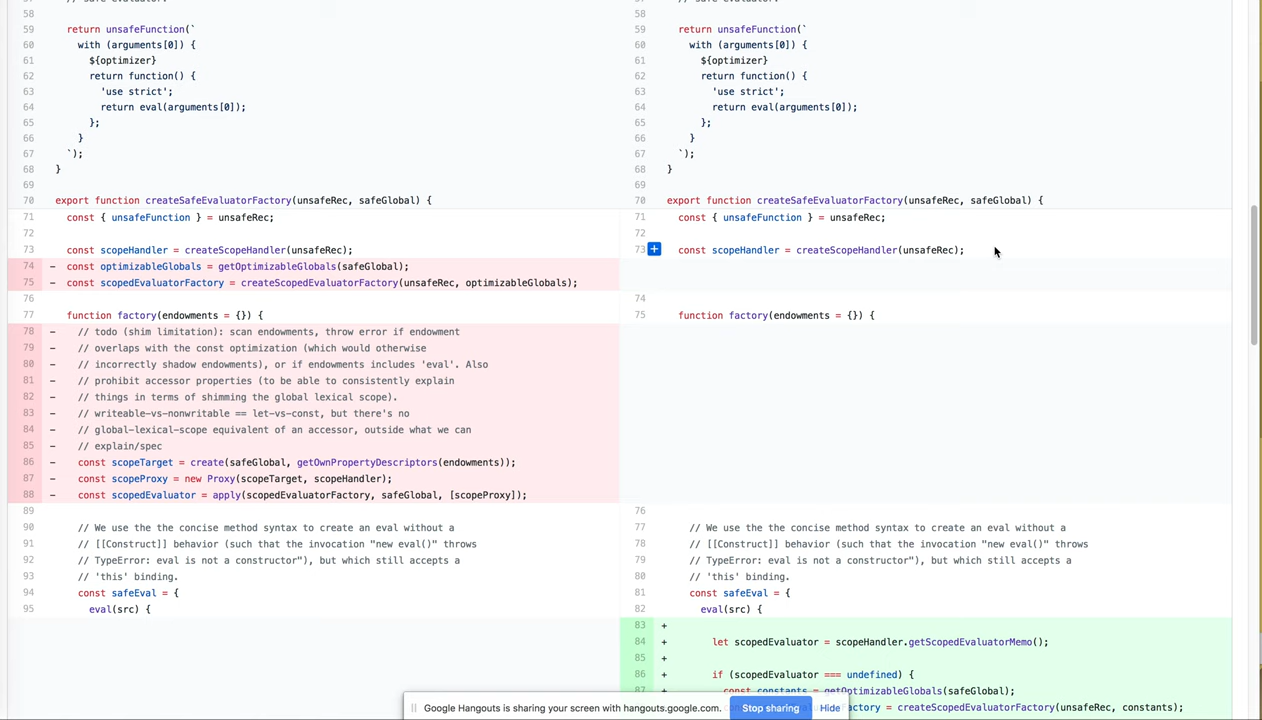 // safe evaluator.
58
59 return unsafeFunction(`
60 with (arguments[0]) {
61 ${optimizer}
62 return function() {
63 'use strict';
64 return eval(arguments[0]);
65 };
66 }
67 `);
68 }
69
70 export function createSafeEvaluatorFactory(unsafeRec, safeGlobal) {
71 const { unsafeFunction } = unsafeRec;
72
73 const scopeHandler = createScopeHandler(unsafeRec);
74 - const optimizableGlobals = getOptimizableGlobals(safeGlobal);
75 - const scopedEvaluatorFactory = createScopedEvaluatorFactory(unsafeRec, optimizableGlobals);
76
77 function factory(endowments = {}) {
78 - // todo (shim limitation): scan endowments, throw error if endowment
79 - // overlaps with the const optimization (which would otherwise
80 - // incorrectly shadow endowments), or if endowments includes 'eval'. Also
81 - // prohibit accessor properties (to be able to consistently explain
82 - // things in terms of shimming the global lexical scope).
83 - // writeable-vs-nonwritable == let-vs-const, but there's no
84 - // global-lexical-scope equivalent of an accessor, outside what we can
85 - // explain/spec
86 - const scopeTarget = create(safeGlobal, getOwnPropertyDescriptors(endowments));
87 - const scopeProxy = new Proxy(scopeTarget, scopeHandler);
88 - const scopedEvaluator = apply(scopedEvaluatorFactory, safeGlobal, [scopeProxy]);
89
90 // We use the the concise method syntax to create an eval without a
91 // [[Construct]] behavior (such that the invocation "new eval()" throws
92 // TypeError: eval is not a constructor"), but which still accepts a
93 // 'this' binding.
94 const safeEval = {
95 eval(src) {
// safe evaluator.
58
59 return unsafeFunction(`
60 with (arguments[0]) {
61 ${optimizer}
62 return function() {
63 'use strict';
64 return eval(arguments[0]);
65 };
66 }
67 `);
68 }
69
70 export function createSafeEvaluatorFactory(unsafeRec, safeGlobal) {
71 const { unsafeFunction } = unsafeRec;
72
73 + const scopeHandler = createScopeHandler(unsafeRec);
74
75 function factory(endowments = {}) {
76
77 // We use the the concise method syntax to create an eval without a
78 // [[Construct]] behavior (such that the invocation "new eval()" throws
79 // TypeError: eval is not a constructor"), but which still accepts a
80 // 'this' binding.
81 const safeEval = {
82 eval(src) {
83 +
84 + let scopedEvaluator = scopeHandler.getScopedEvaluatorMemo();
85 +
86 + if (scopedEvaluator === undefined) {
87 const constants = getOptimizableGlobals(safeGlobal);
Factory = createScopedEvaluatorFactory(unsafeRec, constants);
Google Hangouts is sharing your screen with hangouts.google.com.
Stop sharing
Hide